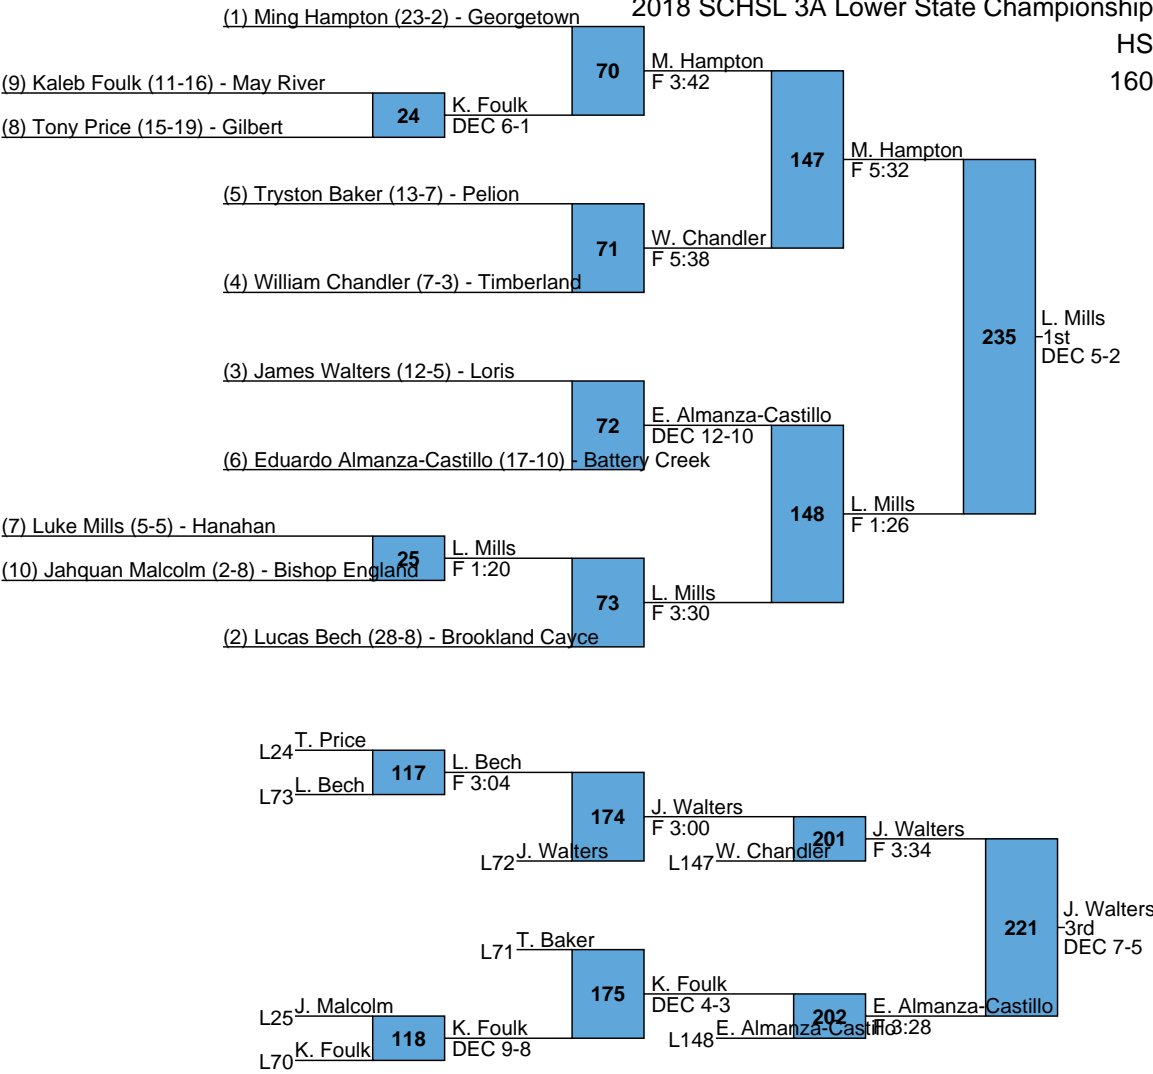 2018 SCHSL 3A Lower State Championship
HS
160
(1) Ming Hampton (23-2) - Georgetown
70
M. Hampton
F 3:42
(9) Kaleb Foulk (11-16) - May River
24
K. Foulk
DEC 6-1
(8) Tony Price (15-19) - Gilbert
147
M. Hampton
F 5:32
(5) Tryston Baker (13-7) - Pelion
71
W. Chandler
F 5:38
(4) William Chandler (7-3) - Timberland
235
L. Mills
1st
DEC 5-2
(3) James Walters (12-5) - Loris
72
E. Almanza-Castillo
DEC 12-10
(6) Eduardo Almanza-Castillo (17-10) - Battery Creek
148
L. Mills
F 1:26
(7) Luke Mills (5-5) - Hanahan
25
L. Mills
F 1:20
(10) Jahquan Malcolm (2-8) - Bishop England
73
L. Mills
F 3:30
(2) Lucas Bech (28-8) - Brookland Cayce
L24 T. Price
117
L. Bech
F 3:04
L73 L. Bech
174
J. Walters
F 3:00
L72 J. Walters
201
J. Walters
F 3:34
L147 W. Chandler
221
J. Walters
3rd
DEC 7-5
L71 T. Baker
175
K. Foulk
DEC 4-3
L25 J. Malcolm
118
K. Foulk
DEC 9-8
L70 K. Foulk
202
E. Almanza-Castillo
F 3:28
L148 E. Almanza-Castillo